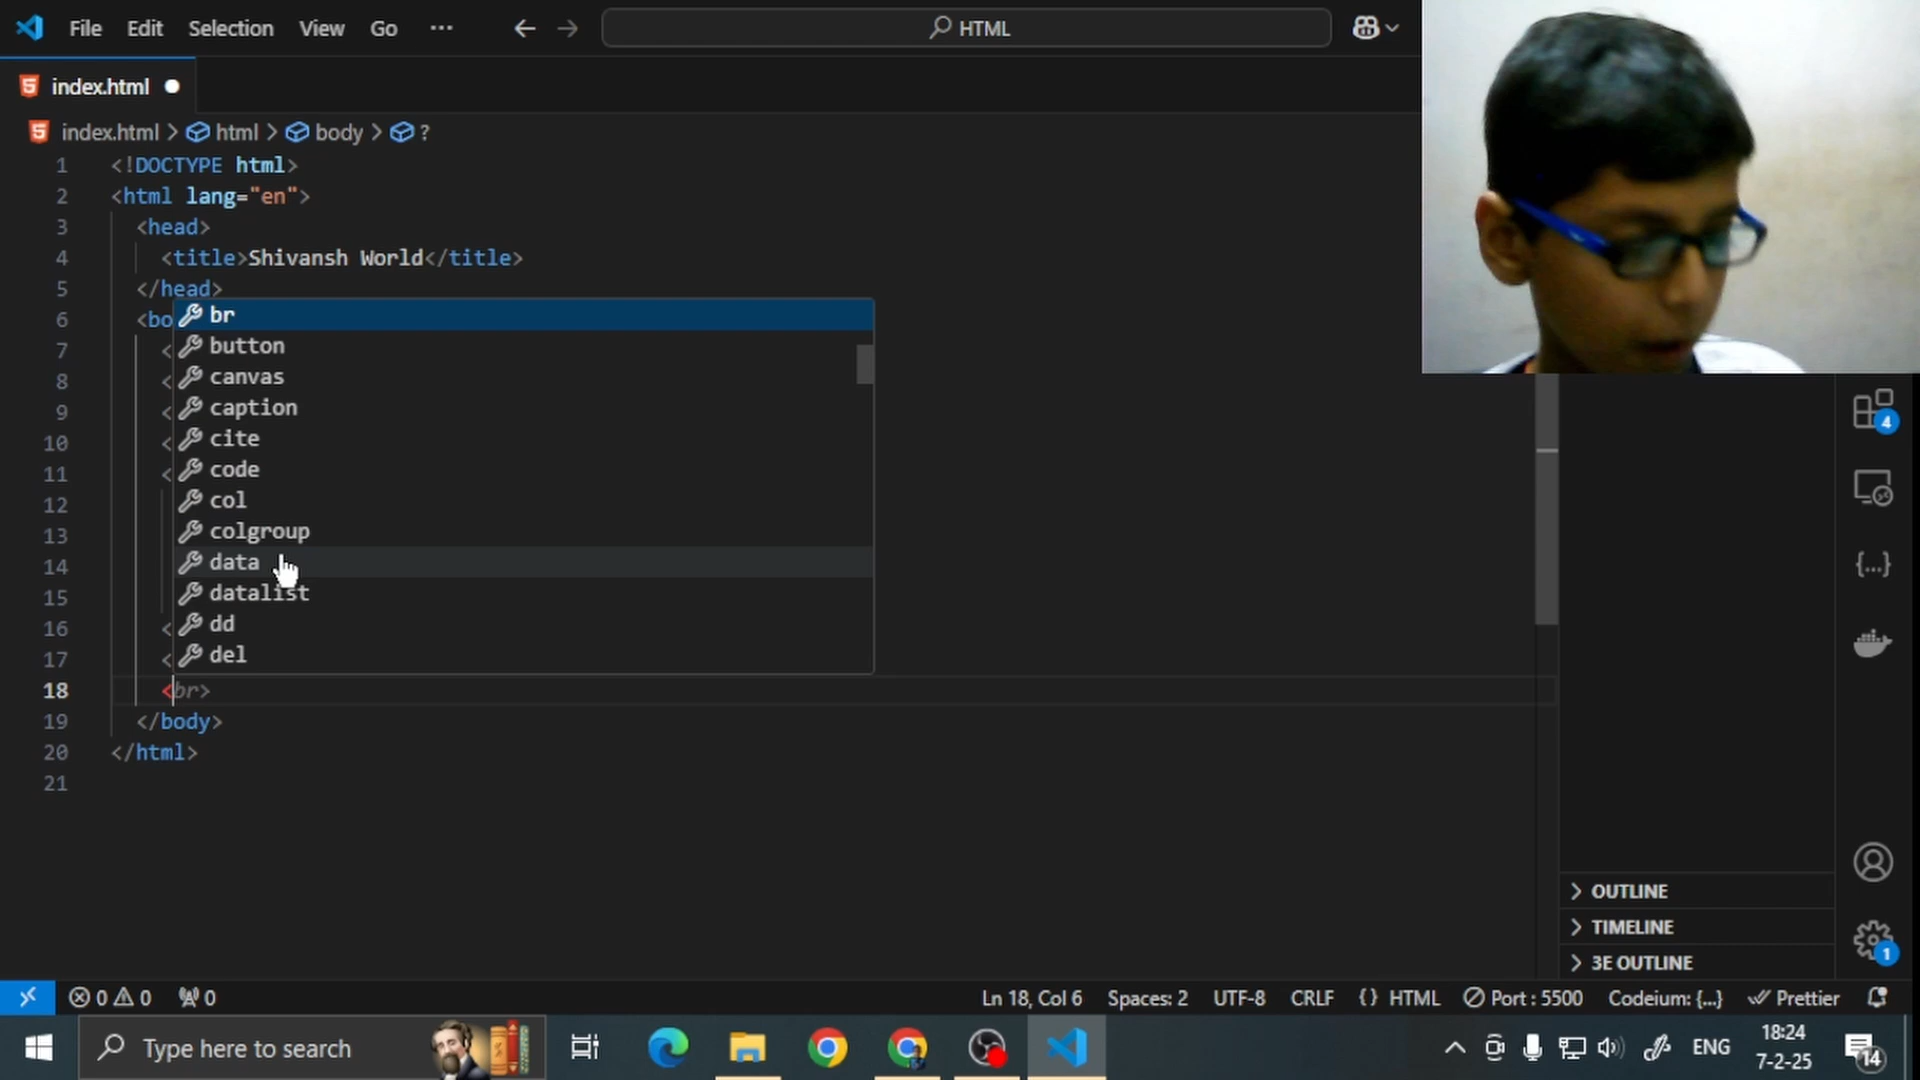 File Edit Selection View Go ··· HTML
index.html
index.html > html > body > ?
1 <!DOCTYPE html>
2 <html lang="en">
3 <head>
4 <title>Shivansh World</title>
5 </head>
6 <bo
7 <
8 <
9 <
10 <
11 <
12
13
14
15
16 <
17 <
18 <br>
19 </body>
20 </html>
21
br
button
canvas
caption
cite
code
col
colgroup
data
datalist
dd
del
4
{...}
OUTLINE
TIMELINE
3E OUTLINE
1
0 0 0 Ln 18, Col 6 Spaces: 2 UTF-8 CRLF {} HTML Port : 5500 Codeium: {...} Prettier
Type here to search ENG 18:24
7-2-25
14